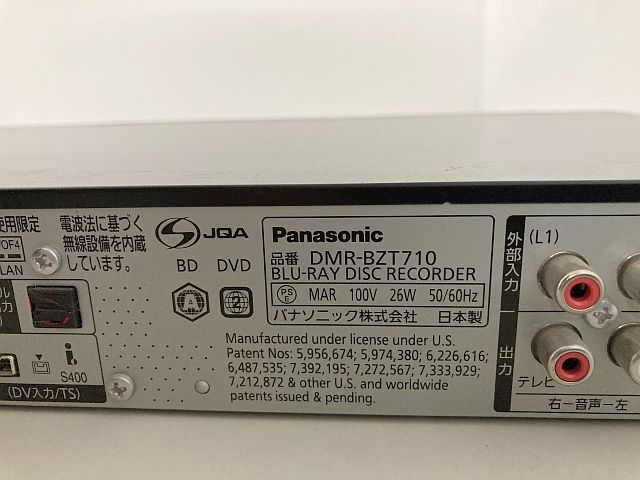 使用限定
OF4
LAN
電波法に基づく
無線設備を内蔵
しています。
S JQA
BD DVD
A 2
Panasonic
品番 DMR-BZT710
BLU-RAY DISC RECORDER
PS E MAR 100V 26W 50/60Hz
パナソニック株式会社 日本製
Manufactured under license under U.S.
Patent Nos: 5,956,674; 5,974,380; 6,226,616;
6,487,535; 7,392,195; 7,272,567; 7,333,929;
7,212,872 & other U.S. and worldwide
patents issued & pending.
i
S400
(DV入力/TS)
外部入力
(L1)
出力
テレビ
右－音声－左